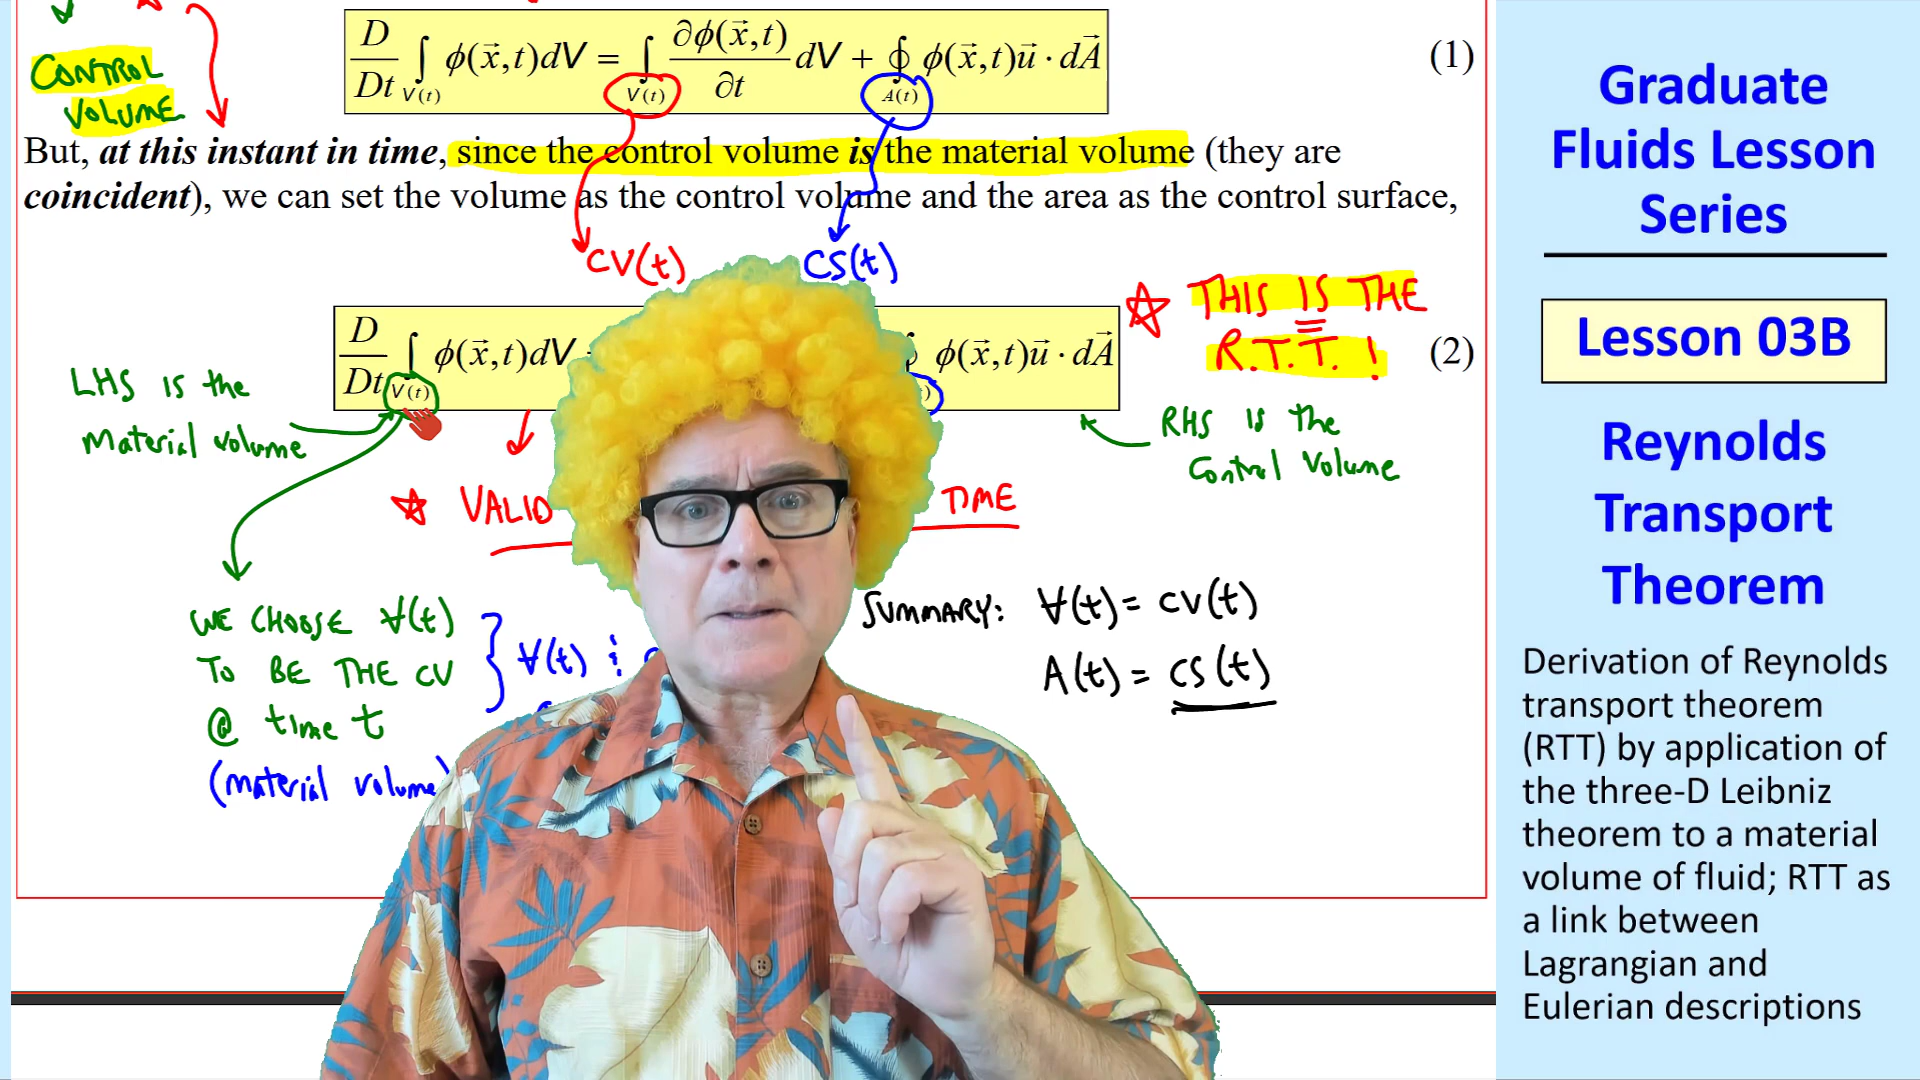 CONTROL
VOLUME
D/Dt ∫_{V(t)} ϕ(x⃗,t)dV = ∫_{V(t)} ∂ϕ(x⃗,t)/∂t dV + ∮_{A(t)} ϕ(x⃗,t)u⃗ · dA⃗ (1)
But, at this instant in time, since the control volume is the material volume (they are
coincident), we can set the volume as the control volume and the area as the control surface,
CV(t) CS(t)
D/Dt ∫_{V(t)} ϕ(x⃗,t)dV ϕ(x⃗,t)u⃗ · dA⃗ (2)
THIS IS THE
R.T.T. !
LHS is the
Material volume
RHS is the
Control Volume
VALID TIME
WE CHOOSE V(t)
TO BE THE CV
@ time t
(material volume)
V(t)
SUMMARY: V(t) = CV(t)
A(t) = CS(t)
Graduate
Fluids Lesson
Series
Lesson 03B
Reynolds
Transport
Theorem
Derivation of Reynolds
transport theorem
(RTT) by application of
the three-D Leibniz
theorem to a material
volume of fluid; RTT as
a link between
Lagrangian and
Eulerian descriptions